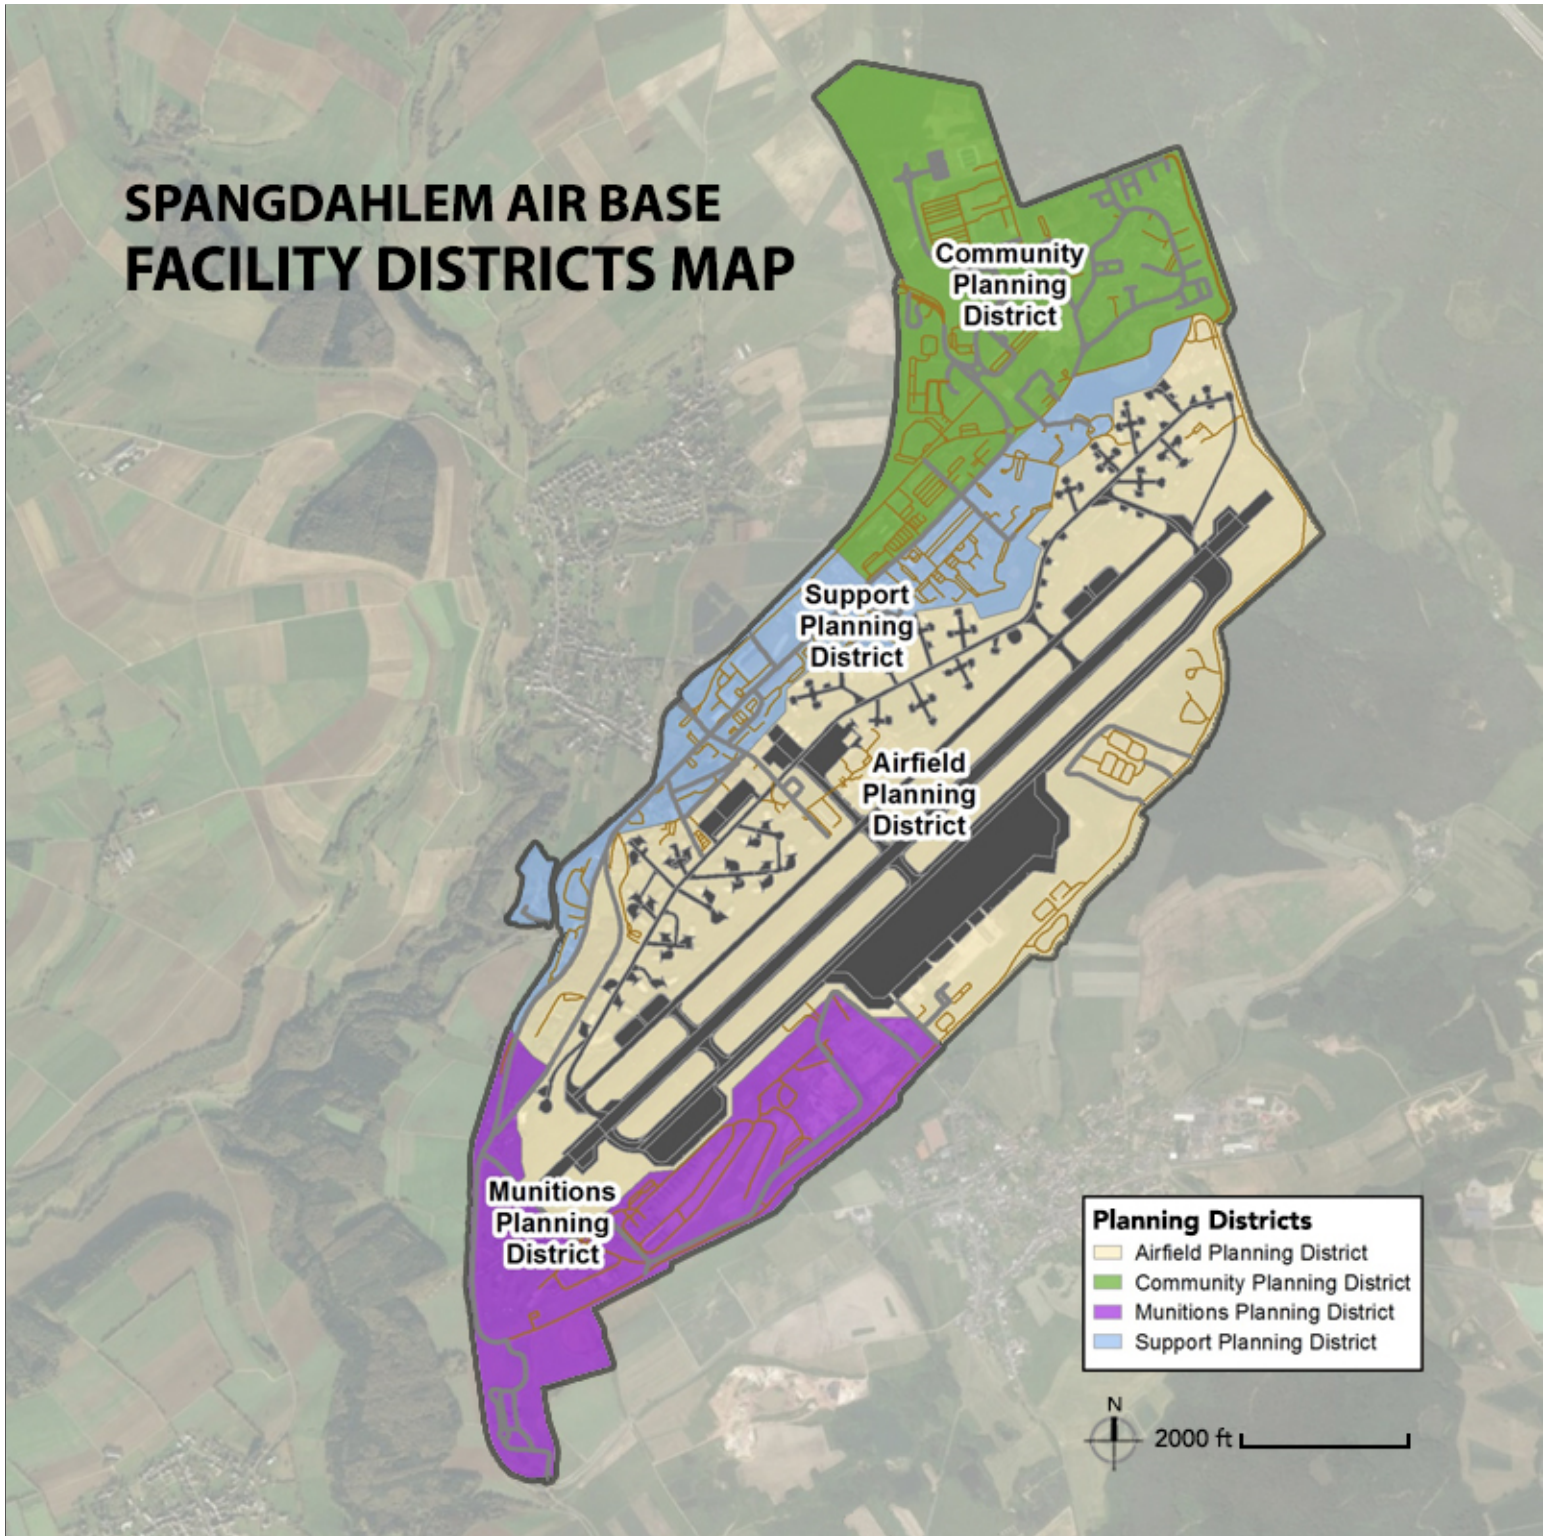 SPANGDAHLEM AIR BASE
FACILITY DISTRICTS MAP
Community
Planning
District
Support
Planning
District
Airfield
Planning
District
Munitions
Planning
District
Planning Districts
Airfield Planning District
Community Planning District
Munitions Planning District
Support Planning District
N
2000 ft